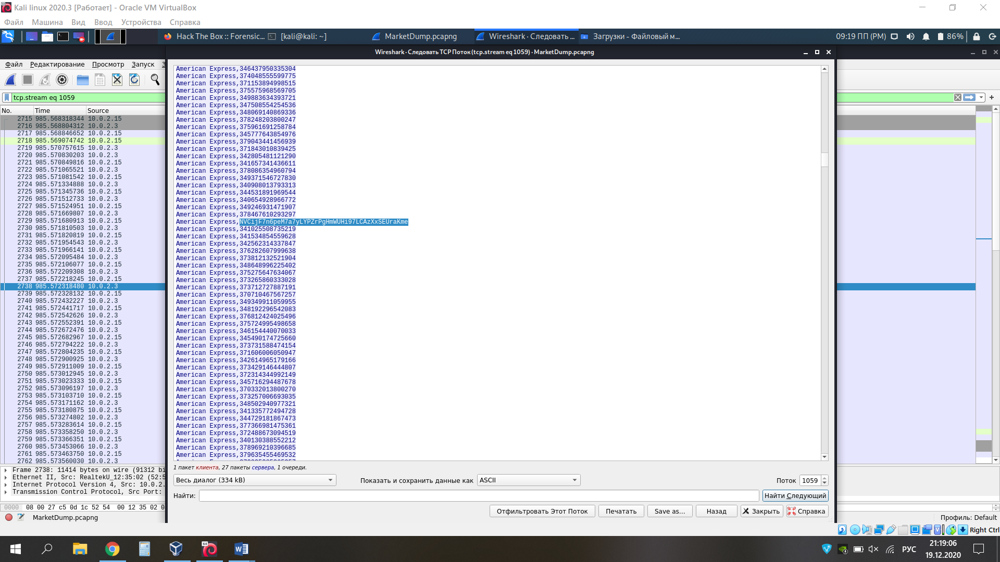 Kali linux 2020.3 [Работает] - Oracle VM VirtualBox
Файл Машина Вид Ввод Устройства Справка
Hack The Box :: Forensic... [kali@kali: ~] MarketDump.pcapng Wireshark · Следовать ... Загрузки - Файловый м... 09:19 ПП (PM) 86%
Wireshark · Следовать TCP Поток (tcp.stream eq 1059) · MarketDump.pcapng
Файл Редактирование Просмотр Запуск
tcp.stream eq 1059
No. Time Source
2715 985.568318344 10.0.2.15
2716 985.568804312 10.0.2.3
2717 985.568846652 10.0.2.15
2718 985.569074742 10.0.2.15
2719 985.570757615 10.0.2.3
2720 985.570830203 10.0.2.3
2721 985.570849816 10.0.2.15
2722 985.571065521 10.0.2.3
2723 985.571081542 10.0.2.15
2724 985.571334888 10.0.2.3
2725 985.571345736 10.0.2.15
2726 985.571512733 10.0.2.3
2727 985.571524951 10.0.2.15
2728 985.571669807 10.0.2.3
2729 985.571680913 10.0.2.15
2730 985.571810503 10.0.2.3
2731 985.571820819 10.0.2.15
2732 985.571954543 10.0.2.3
2733 985.571966141 10.0.2.15
2734 985.572095484 10.0.2.3
2735 985.572106077 10.0.2.15
2736 985.572209308 10.0.2.3
2737 985.572218245 10.0.2.15
2738 985.572318480 10.0.2.3
2739 985.572328132 10.0.2.15
2740 985.572432227 10.0.2.3
2741 985.572441717 10.0.2.15
2742 985.572542626 10.0.2.3
2743 985.572552391 10.0.2.15
2744 985.572672476 10.0.2.3
2745 985.572682967 10.0.2.15
2746 985.572794222 10.0.2.3
2747 985.572804235 10.0.2.15
2748 985.572900925 10.0.2.3
2749 985.572911009 10.0.2.15
2750 985.573012945 10.0.2.3
2751 985.573023333 10.0.2.15
2752 985.573096197 10.0.2.3
2753 985.573103710 10.0.2.15
2754 985.573171162 10.0.2.3
2755 985.573180875 10.0.2.15
2756 985.573274802 10.0.2.3
2757 985.573283614 10.0.2.15
2758 985.573358250 10.0.2.3
2759 985.573366351 10.0.2.15
2760 985.573453066 10.0.2.3
2761 985.573463750 10.0.2.15
2762 985.573560030 10.0.2.3
American Express,346437950335304
American Express,374048555599775
American Express,371153894998515
American Express,375575968569705
American Express,349883634393721
American Express,347508554254536
American Express,348069140869336
American Express,378248203800247
American Express,375961691258784
American Express,345777643854976
American Express,379043441456939
American Express,371843010839425
American Express,342805481121290
American Express,341657341436611
American Express,378086354960794
American Express,349371546727830
American Express,340908013793313
American Express,344531891969544
American Express,340654928966772
American Express,349246931471907
American Express,378467610293297
American Express,NVCijF7n6peM7a7yLYPZrPgHmWUHi97LCAzXxSEUraKme
American Express,341025508735219
American Express,341534854559628
American Express,342562314337847
American Express,376282607999638
American Express,373812132521904
American Express,348648996225402
American Express,375275647634067
American Express,373265860333028
American Express,373712727887191
American Express,370710467567257
American Express,349349911059955
American Express,348192296542083
American Express,376812424025496
American Express,375724995498658
American Express,346154440070033
American Express,345490174725660
American Express,373731588474154
American Express,371606006050947
American Express,342614965179166
American Express,373429146444807
American Express,372314344992149
American Express,345716294487678
American Express,370332013800270
American Express,373257006693035
American Express,348502940977321
American Express,341335772494728
American Express,344729181867473
American Express,377366981475361
American Express,372488673094519
American Express,340130388552212
American Express,378969210396685
American Express,379635455469532
1 пакет клиента, 27 пакеты сервера, 1 очереди.
Весь диалог (334 kB) Показать и сохранить данные как ASCII Поток 1059
Найти: Найти Следующий
Отфильтровать Этот Поток Печатать Save as... Назад Закрыть Справка
Frame 2738: 11414 bytes on wire (91312 bi
Ethernet II, Src: RealtekU_12:35:02 (52:5
Internet Protocol Version 4, Src: 10.0.2.
Transmission Control Protocol, Src Port:
0000 08 00 27 c5 0d 1c 52 54 00 12 35 02 0
MarketDump.pcapng Профиль: Default
Right Ctrl
64
РУС 21:19:06
19.12.2020